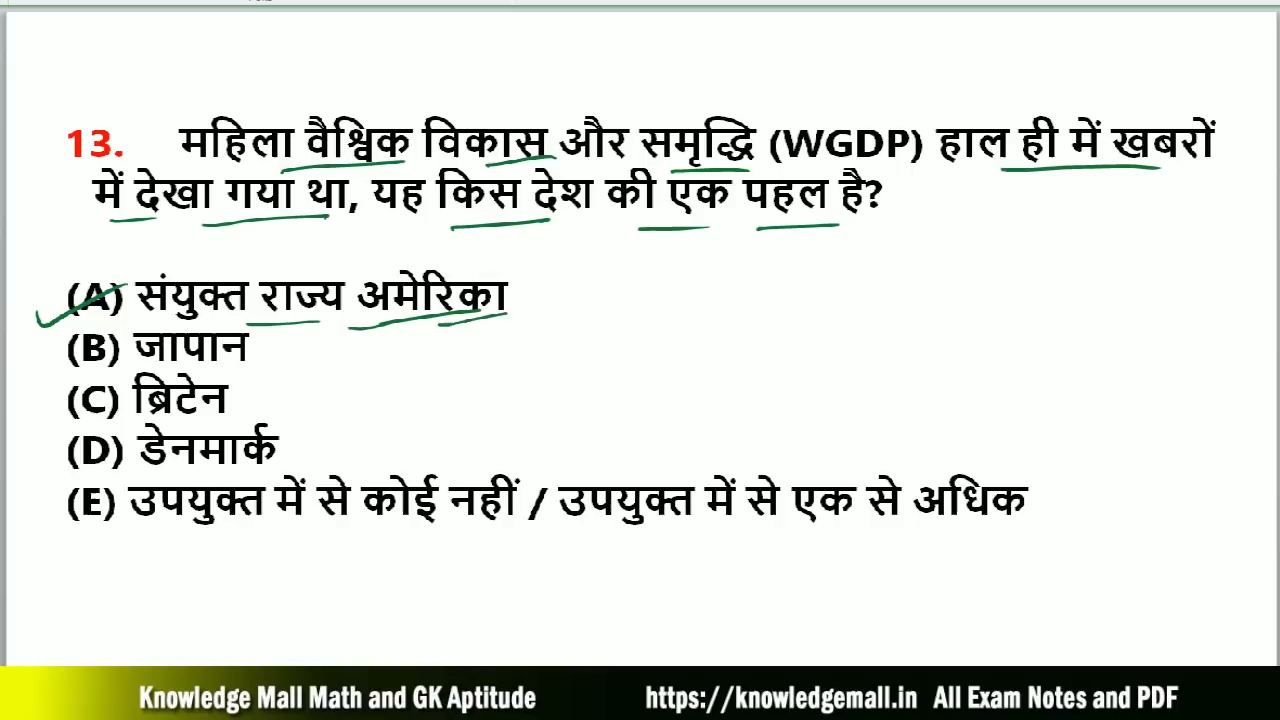 13. महिला वैश्विक विकास और समृद्धि (WGDP) हाल ही में खबरों
में देखा गया था, यह किस देश की एक पहल है?
(A) संयुक्त राज्य अमेरिका
(B) जापान
(C) ब्रिटेन
(D) डेनमार्क
(E) उपयुक्त में से कोई नहीं / उपयुक्त में से एक से अधिक
Knowledge Mall Math and GK Aptitude https://knowledgemall.in All Exam Notes and PDF